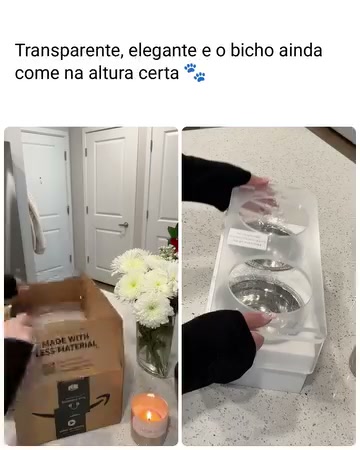 Transparente, elegante e o bicho ainda
come na altura certa 🐾
MADE WITH
LESS MATERIAL